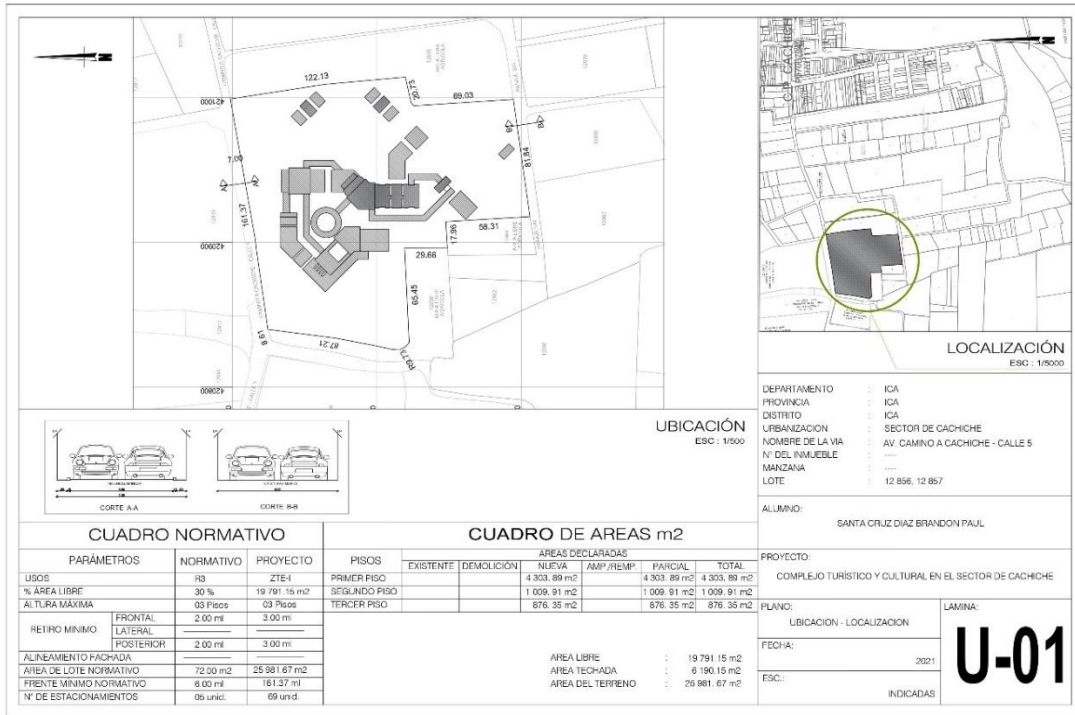 122.13
20.73
69.03
421000
7.00
161.37
81.84
420900
17.96
58.31
29.66
65.45
8.61
87.21
R9.73
420800
UBICACIÓN
ESC : 1/500
LOCALIZACIÓN
ESC : 1/5000
CORTE A-A
CORTE B-B
DEPARTAMENTO : ICA
PROVINCIA : ICA
DISTRITO : ICA
URBANIZACION : SECTOR DE CACHICHE
NOMBRE DE LA VIA : AV. CAMINO A CACHICHE - CALLE 5
N° DEL INMUEBLE : ----
MANZANA : ----
LOTE : 12 856, 12 857
ALUMNO:
SANTA CRUZ DIAZ BRANDON PAUL
PROYECTO:
COMPLEJO TURÍSTICO Y CULTURAL EN EL SECTOR DE CACHICHE
PLANO:
UBICACION - LOCALIZACION
FECHA:
2021
ESC.:
INDICADAS
LAMINA:
U-01
CUADRO NORMATIVO
PARÁMETROS NORMATIVO PROYECTO
USOS R3 ZTE-I
% ÁREA LIBRE 30 % 19 791.15 m2
ALTURA MÁXIMA 03 Pisos 03 Pisos
RETIRO MINIMO
FRONTAL 2.00 ml 3.00 ml
LATERAL
POSTERIOR 2.00 ml 3.00 ml
ALINEAMIENTO FACHADA
AREA DE LOTE NORMATIVO 72.00 m2 25 981.67 m2
FRENTE MINIMO NORMATIVO 6.00 ml 161.37 ml
N° DE ESTACIONAMIENTOS 05 unid. 69 unid.
CUADRO DE AREAS m2
PISOS AREAS DECLARADAS
EXISTENTE DEMOLICIÓN NUEVA AMP./REMP. PARCIAL TOTAL
PRIMER PISO 4 303. 89 m2 4 303. 89 m2 4 303. 89 m2
SEGUNDO PISO 1 009. 91 m2 1 009. 91 m2 1 009. 91 m2
TERCER PISO 876. 35 m2 876. 35 m2 876. 35 m2
AREA LIBRE : 19 791.15 m2
AREA TECHADA : 6 190.15 m2
AREA DEL TERRENO : 25 981. 67 m2